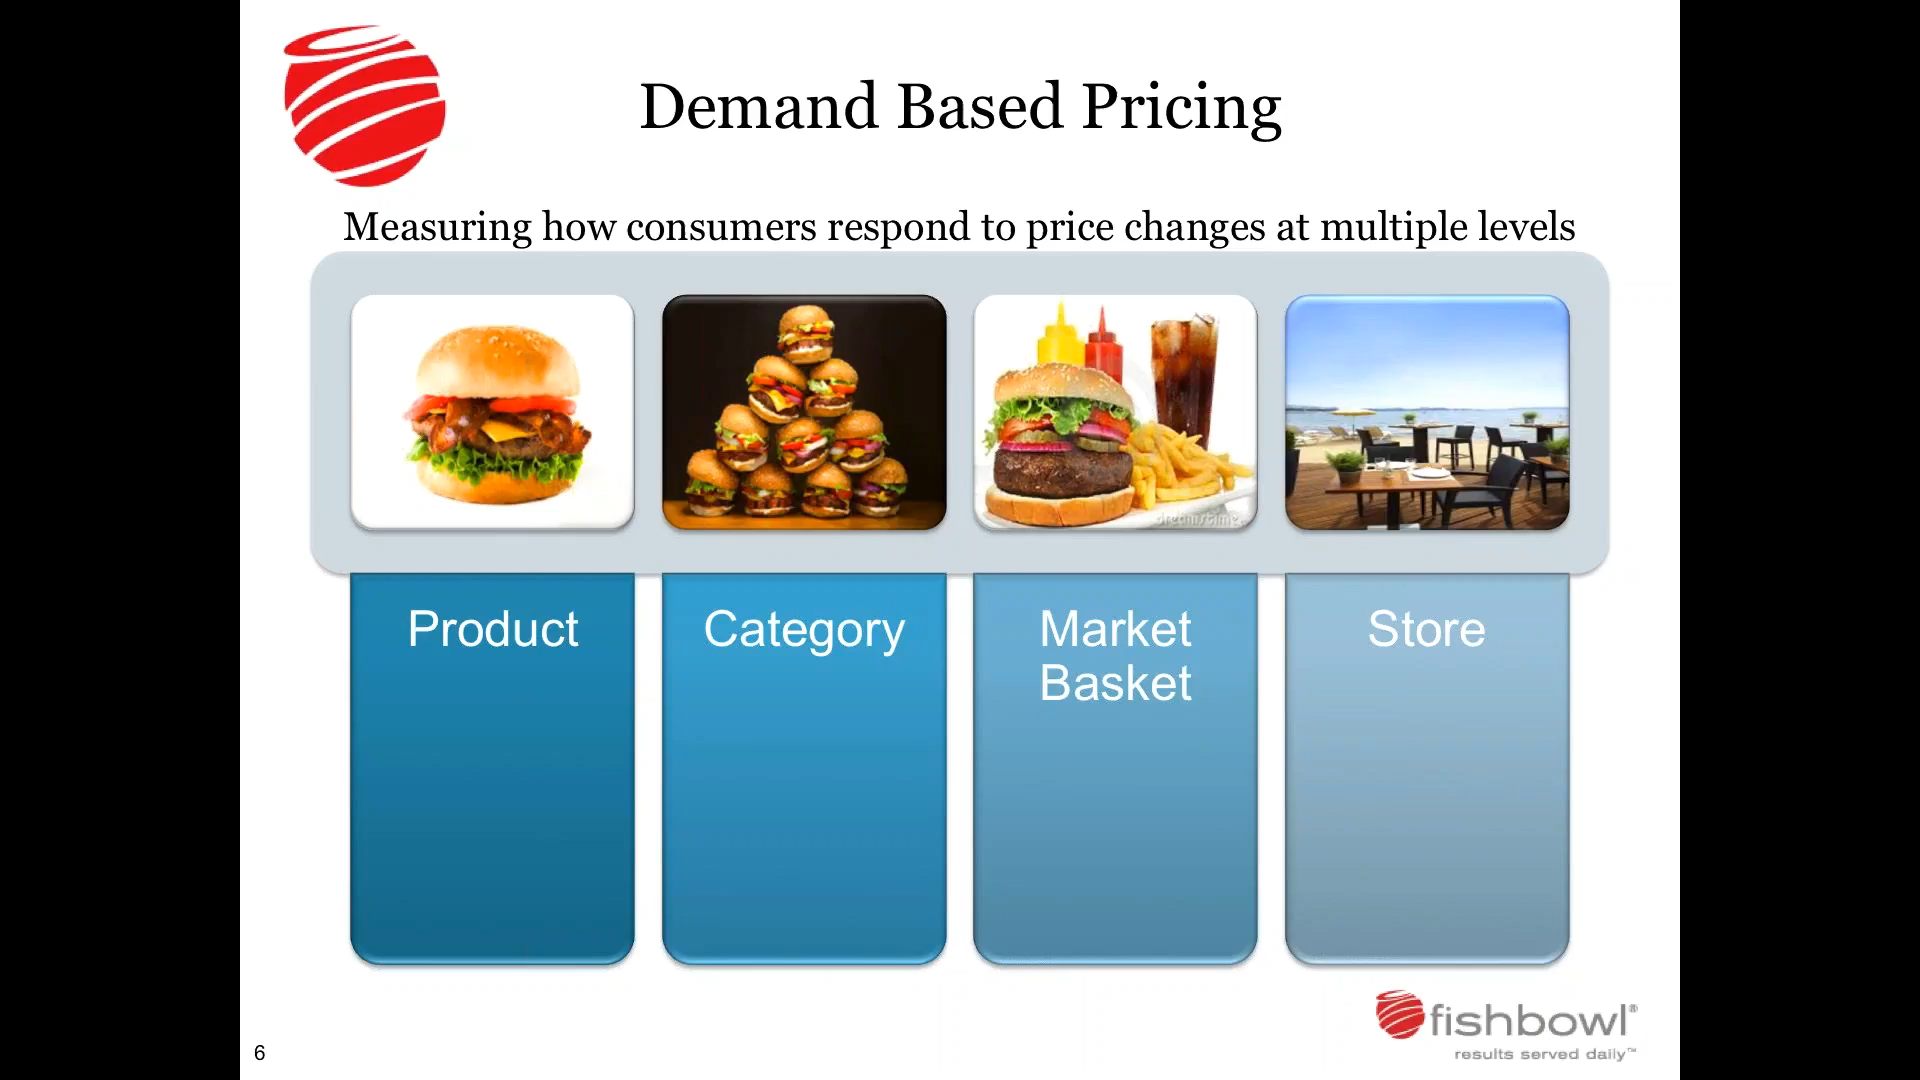 Demand Based Pricing
Measuring how consumers respond to price changes at multiple levels
dreamstime
Product
Category
Market
Basket
Store
fishbowl®
results served daily™
6